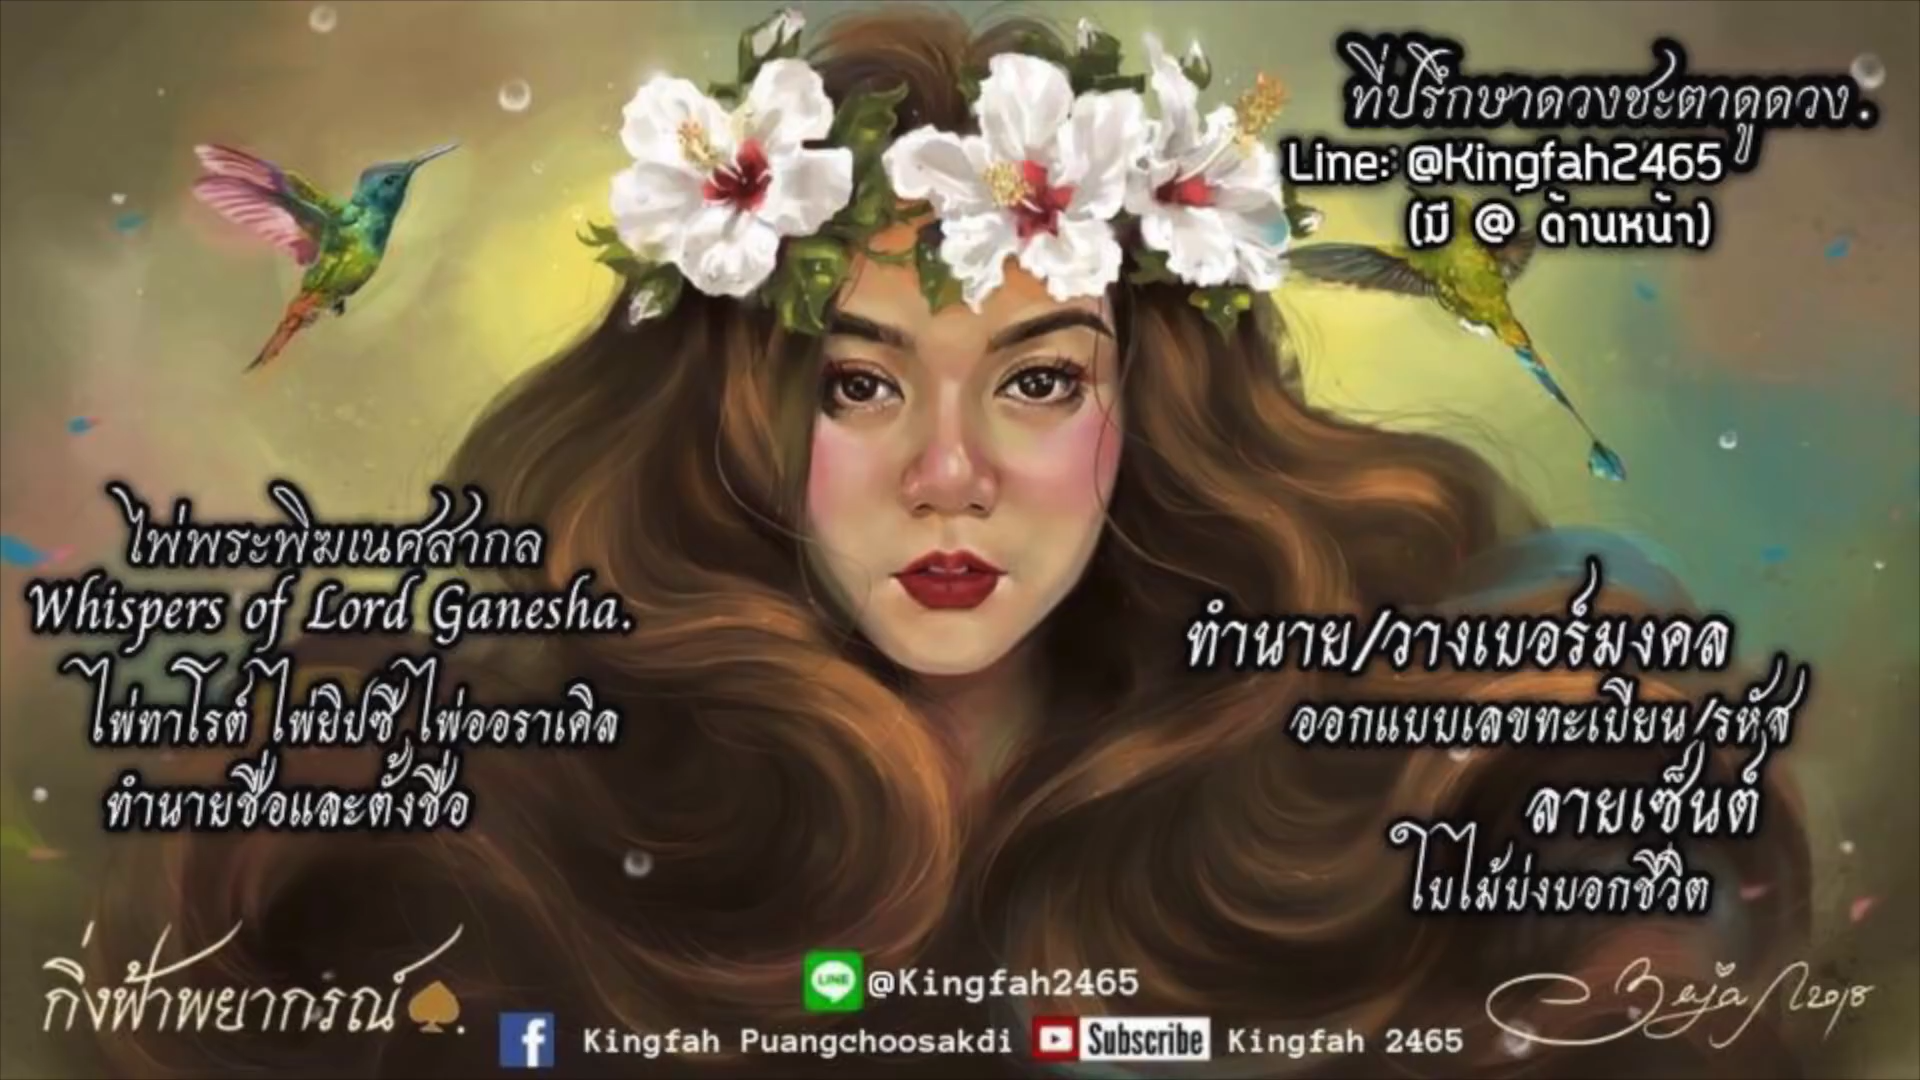 ที่ปรึกษาดวงชะตาดูดวง.
Line: @Kingfah2465
(มี @ ด้านหน้า)
ไพ่พระพิฆเนศสากล
Whispers of Lord Ganesha.
ไพ่ทาโรต์ ไพ่ยิปซี ไพ่ออราเคิล
ทำนายชื่อและตั้งชื่อ
ทำนาย/วางเบอร์มงคล
ออกแบบเลขทะเบียน/รหัส
ลายเซ็นต์
ใบไม้บ่งบอกชีวิต
กิ่งฟ้าพยากรณ์.
LINE @Kingfah2465
f Kingfah Puangchoosakdi Subscribe Kingfah 2465
2018